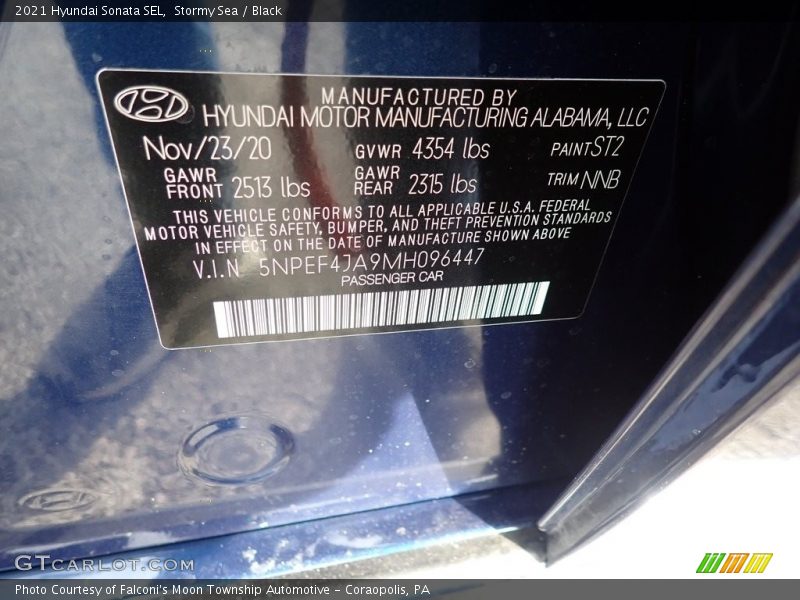 2021 Hyundai Sonata SEL, Stormy Sea / Black
MANUFACTURED BY
HYUNDAI MOTOR MANUFACTURING ALABAMA, LLC
Nov/23/20 GVWR 4354 lbs PAINT ST2
GAWR FRONT 2513 lbs GAWR REAR 2315 lbs TRIM NNB
THIS VEHICLE CONFORMS TO ALL APPLICABLE U.S.A. FEDERAL
MOTOR VEHICLE SAFETY, BUMPER, AND THEFT PREVENTION STANDARDS
IN EFFECT ON THE DATE OF MANUFACTURE SHOWN ABOVE
V.I.N 5NPEF4JA9MH096447
PASSENGER CAR
GTCARLOT.COM
Photo Courtesy of Falconi's Moon Township Automotive - Coraopolis, PA